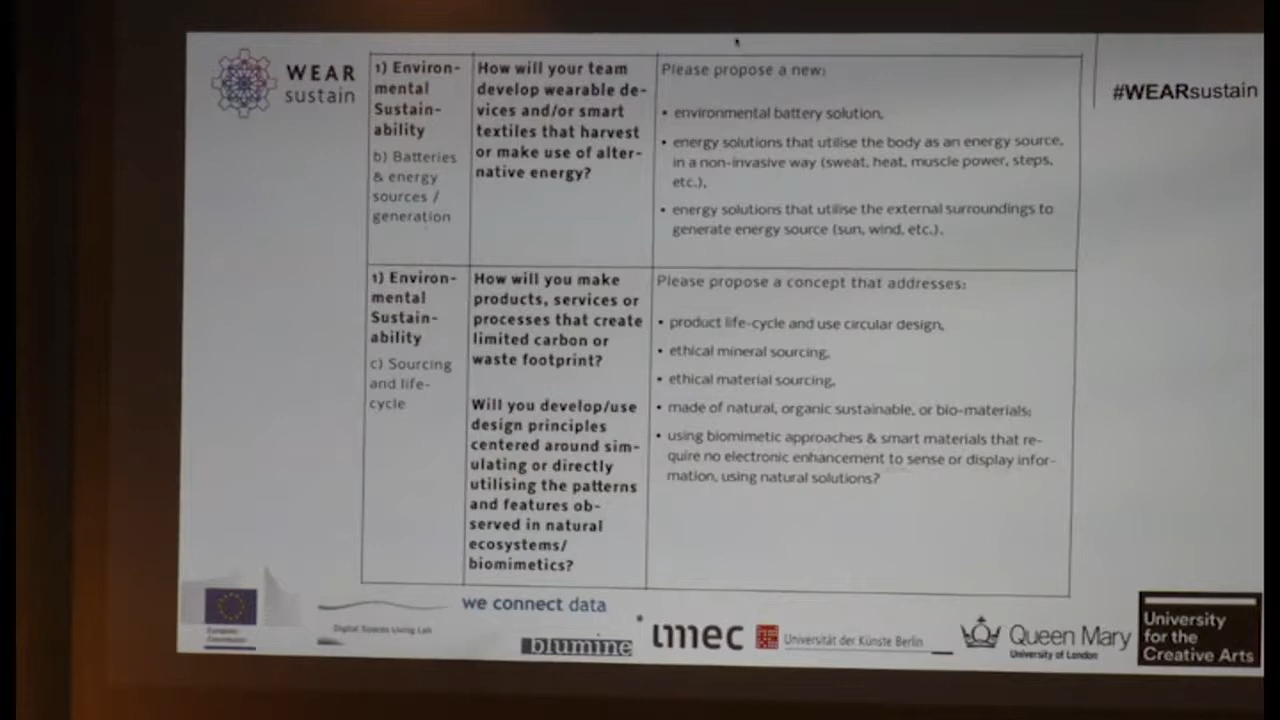 WEAR
sustain
#WEARsustain
1) Environ-
mental
Sustain-
ability
b) Batteries
& energy
sources /
generation
How will your team
develop wearable de-
vices and/or smart
textiles that harvest
or make use of alter-
native energy?
Please propose a new:
• environmental battery solution,
• energy solutions that utilise the body as an energy source,
in a non-invasive way (sweat, heat, muscle power, steps,
etc.),
• energy solutions that utilise the external surroundings to
generate energy source (sun, wind, etc.).
1) Environ-
mental
Sustain-
ability
c) Sourcing
and life-
cycle
How will you make
products, services or
processes that create
limited carbon or
waste footprint?
Will you develop/use
design principles
centered around sim-
ulating or directly
utilising the patterns
and features ob-
served in natural
ecosystems/
biomimetics?
Please propose a concept that addresses:
• product life-cycle and use circular design,
• ethical mineral sourcing,
• ethical material sourcing,
• made of natural, organic sustainable, or bio-materials;
• using biomimetic approaches & smart materials that re-
quire no electronic enhancement to sense or display infor-
mation, using natural solutions?
European
Commission
Digital Spaces Living Lab
we connect data
blumine
imec
Universität der Künste Berlin
Queen Mary
University of London
University
for the
Creative Arts